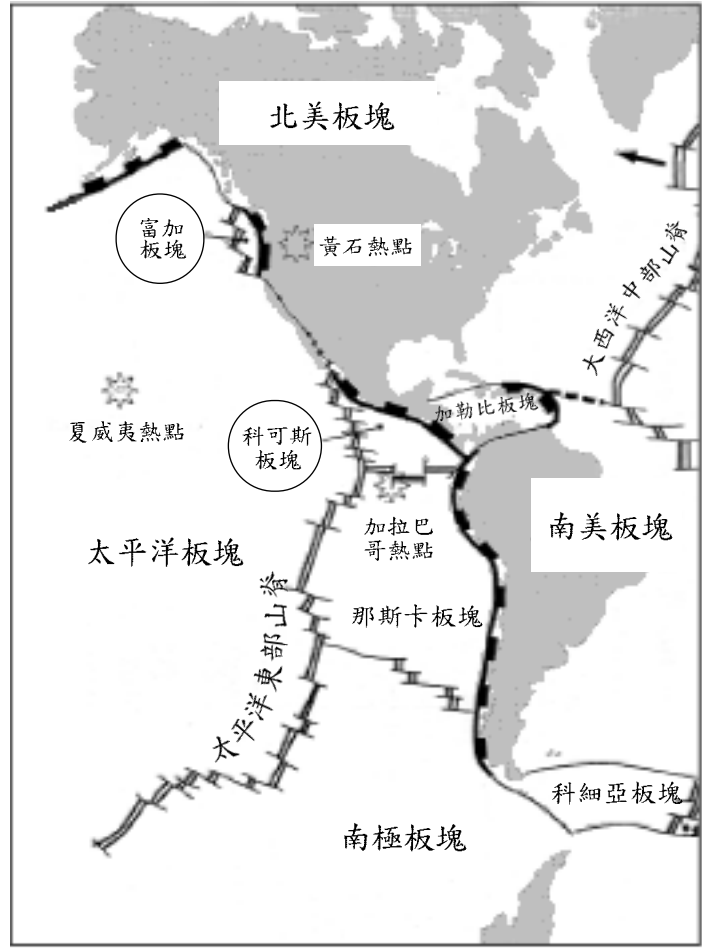 北美板塊
富加
板塊
黃石熱點
大西洋中部山脊
夏威夷熱點
科可斯
板塊
加勒比板塊
太平洋板塊
加拉巴
哥熱點
南美板塊
那斯卡板塊
太平洋東部山脊
科細亞板塊
南極板塊